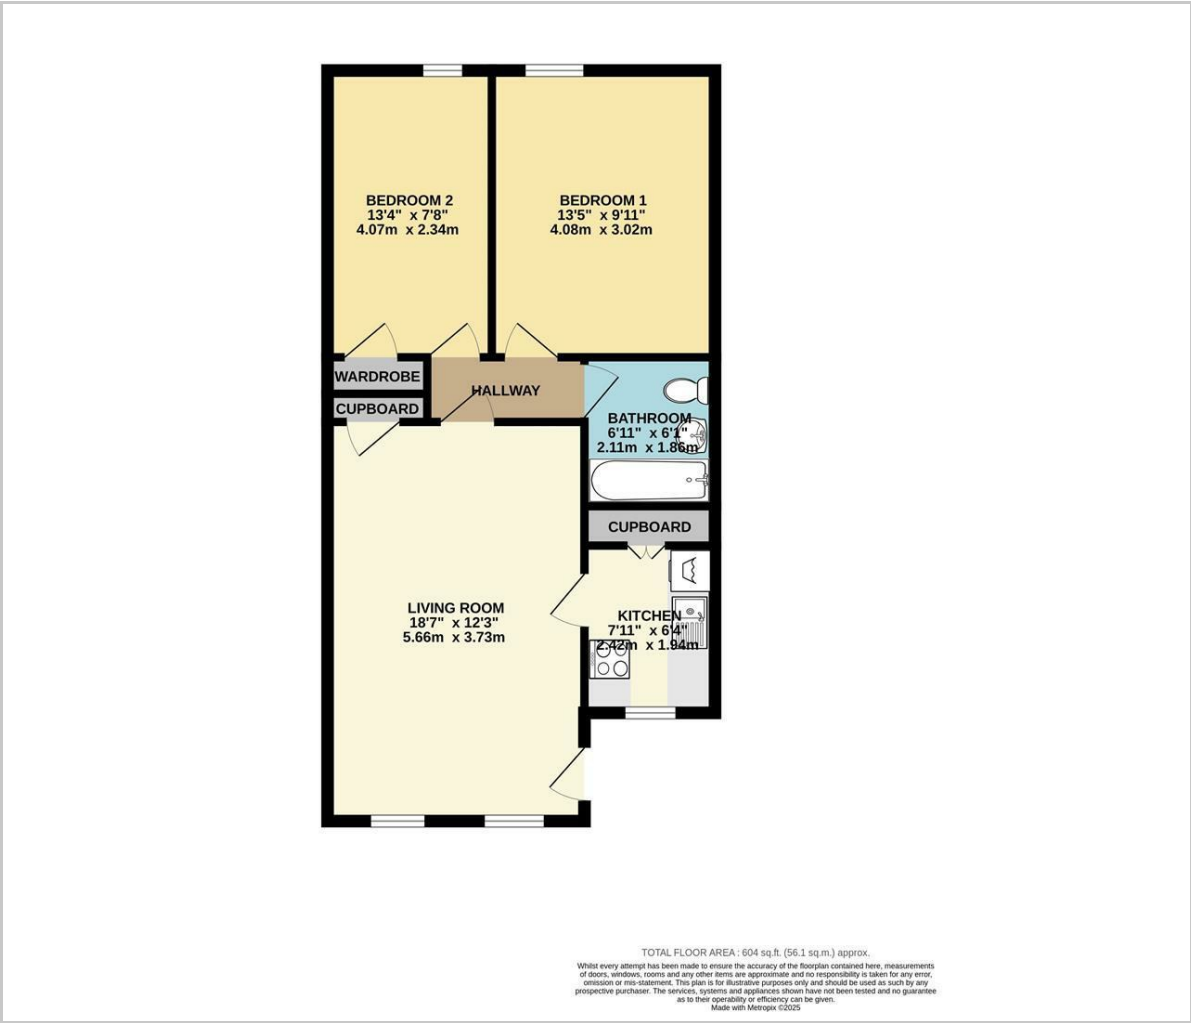 BEDROOM 2
13'4" x 7'8"
4.07m x 2.34m
BEDROOM 1
13'5" x 9'11"
4.08m x 3.02m
WARDROBE
HALLWAY
CUPBOARD
BATHROOM
6'11" x 6'1"
2.11m x 1.86m
CUPBOARD
LIVING ROOM
18'7" x 12'3"
5.66m x 3.73m
KITCHEN
7'11" x 6'4"
2.42m x 1.94m
TOTAL FLOOR AREA : 604 sq.ft. (56.1 sq.m.) approx.
Whilst every attempt has been made to ensure the accuracy of the floorplan contained here, measurements
of doors, windows, rooms and any other items are approximate and no responsibility is taken for any error,
omission or mis-statement. This plan is for illustrative purposes only and should be used as such by any
prospective purchaser. The services, systems and appliances shown have not been tested and no guarantee
as to their operability or efficiency can be given.
Made with Metropix ©2025